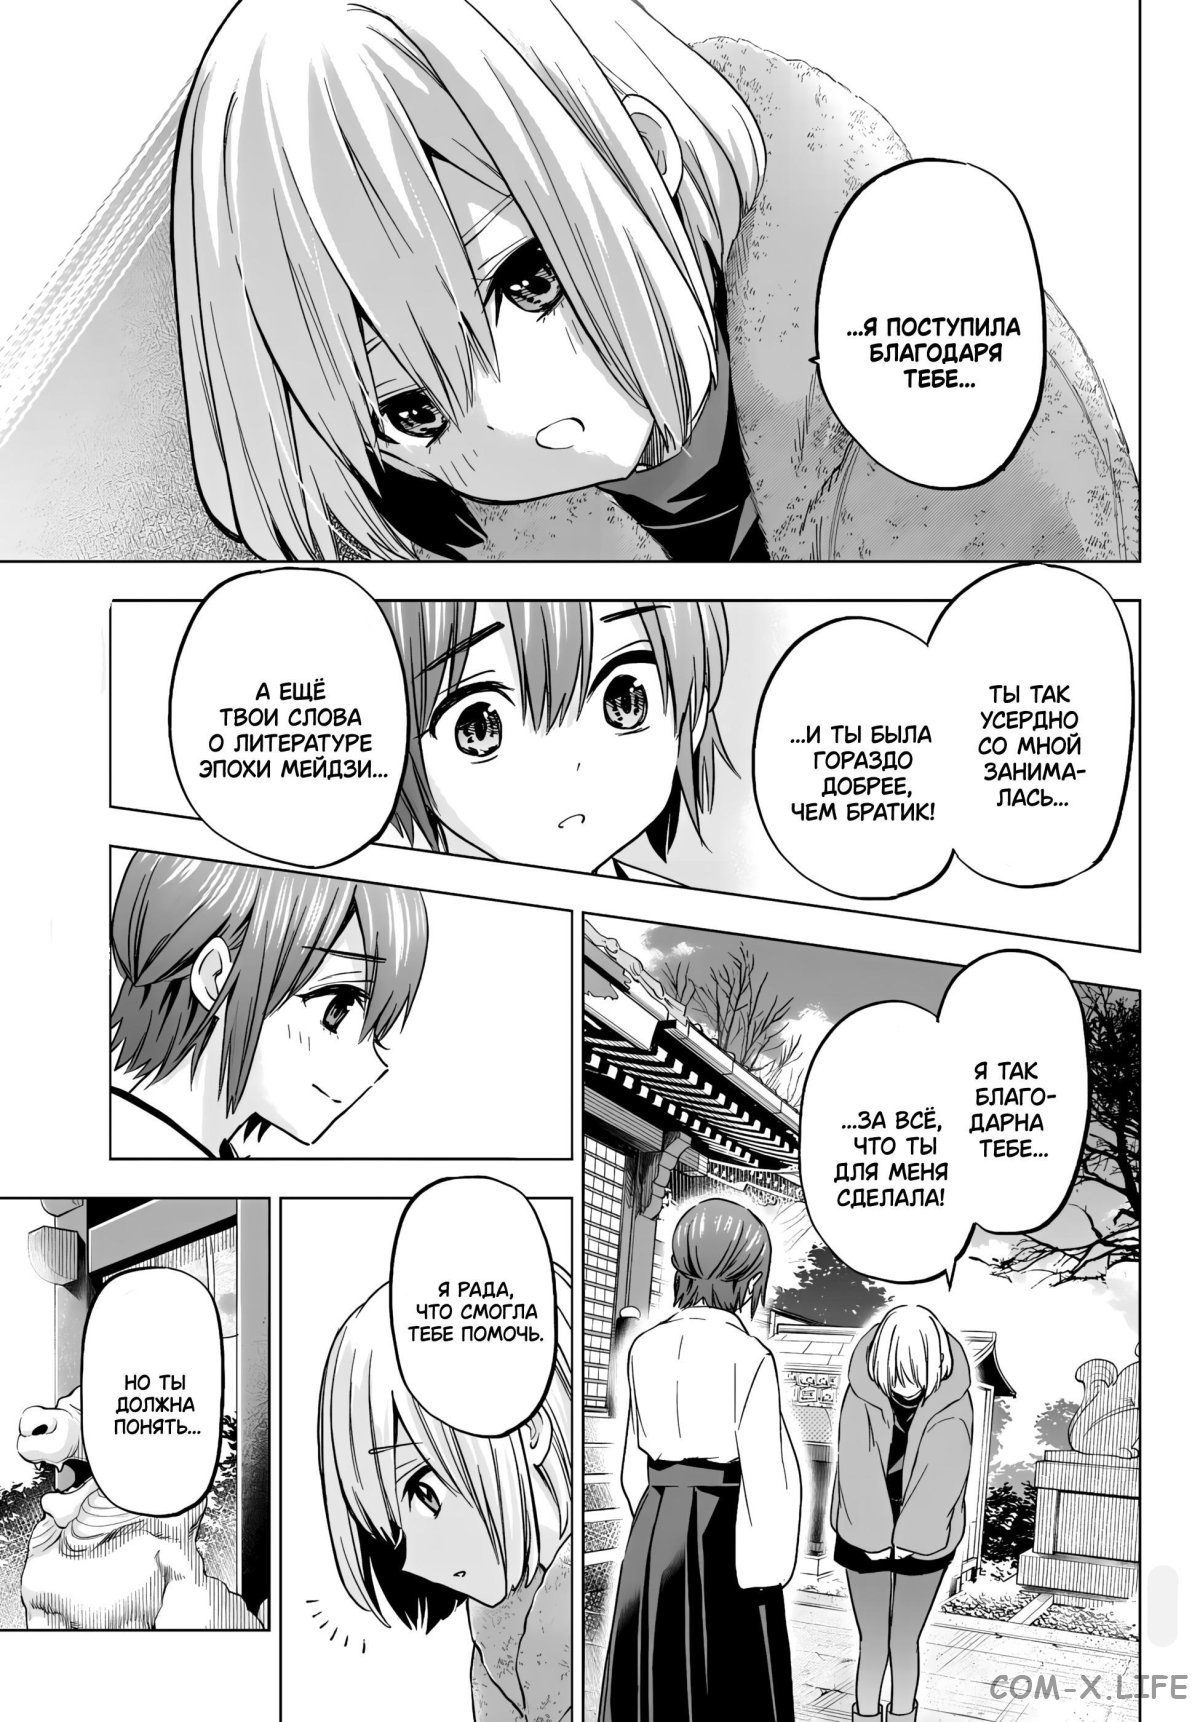 ...Я ПОСТУПИЛА
БЛАГОДАРЯ
ТЕБЕ...
ТЫ ТАК
УСЕРДНО
СО МНОЙ
ЗАНИМА-
ЛАСЬ...
...И ТЫ БЫЛА
ГОРАЗДО
ДОБРЕЕ,
ЧЕМ БРАТИК!
А ЕЩЁ
ТВОИ СЛОВА
О ЛИТЕРАТУРЕ
ЭПОХИ МЕЙДЗИ...
Я ТАК
БЛАГО-
ДАРНА
ТЕБЕ...
...ЗА ВСЁ,
ЧТО ТЫ
ДЛЯ МЕНЯ
СДЕЛАЛА!
Я РАДА,
ЧТО СМОГЛА
ТЕБЕ ПОМОЧЬ.
НО ТЫ
ДОЛЖНА
ПОНЯТЬ...
COM-X.LIFE